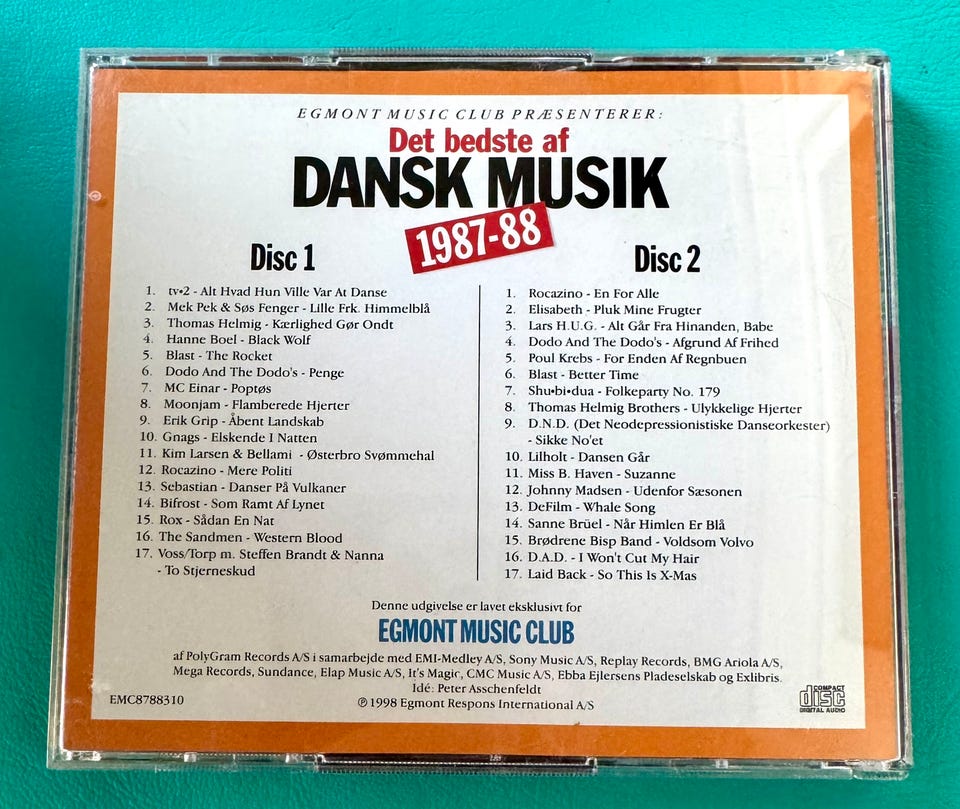 EGMONT MUSIC CLUB PRÆSENTERER:
Det bedste af
DANSK MUSIK
1987-88
Disc 1
1. tv•2 - Alt Hvad Hun Ville Var At Danse
2. Mek Pek & Søs Fenger - Lille Frk. Himmelblå
3. Thomas Helmig - Kærlighed Gør Ondt
4. Hanne Boel - Black Wolf
5. Blast - The Rocket
6. Dodo And The Dodo's - Penge
7. MC Einar - Poptøs
8. Moonjam - Flamberede Hjerter
9. Erik Grip - Åbent Landskab
10. Gnags - Elskende I Natten
11. Kim Larsen & Bellami - Østerbro Svømmehal
12. Rocazino - Mere Politi
13. Sebastian - Danser På Vulkaner
14. Bifrost - Som Ramt Af Lynet
15. Rox - Sådan En Nat
16. The Sandmen - Western Blood
17. Voss/Torp m. Steffen Brandt & Nanna
- To Stjerneskud
Disc 2
1. Rocazino - En For Alle
2. Elisabeth - Pluk Mine Frugter
3. Lars H.U.G. - Alt Går Fra Hinanden, Babe
4. Dodo And The Dodo's - Afgrund Af Frihed
5. Poul Krebs - For Enden Af Regnbuen
6. Blast - Better Time
7. Shu•bi•dua - Folkeparty No. 179
8. Thomas Helmig Brothers - Ulykkelige Hjerter
9. D.N.D. (Det Neodepressionistiske Danseorkester)
- Sikke No'et
10. Lilholt - Dansen Går
11. Miss B. Haven - Suzanne
12. Johnny Madsen - Udenfor Sæsonen
13. DeFilm - Whale Song
14. Sanne Brüel - Når Himlen Er Blå
15. Brødrene Bisp Band - Voldsom Volvo
16. D.A.D. - I Won't Cut My Hair
17. Laid Back - So This Is X-Mas
Denne udgivelse er lavet eksklusivt for
EGMONT MUSIC CLUB
af PolyGram Records A/S i samarbejde med EMI-Medley A/S, Sony Music A/S, Replay Records, BMG Ariola A/S,
Mega Records, Sundance, Elap Music A/S, It's Magic, CMC Music A/S, Ebba Ejlersens Pladeselskab og Exlibris.
Idé: Peter Asschenfeldt
℗ 1998 Egmont Respons International A/S
EMC8788310
COMPACT
disc
DIGITAL AUDIO